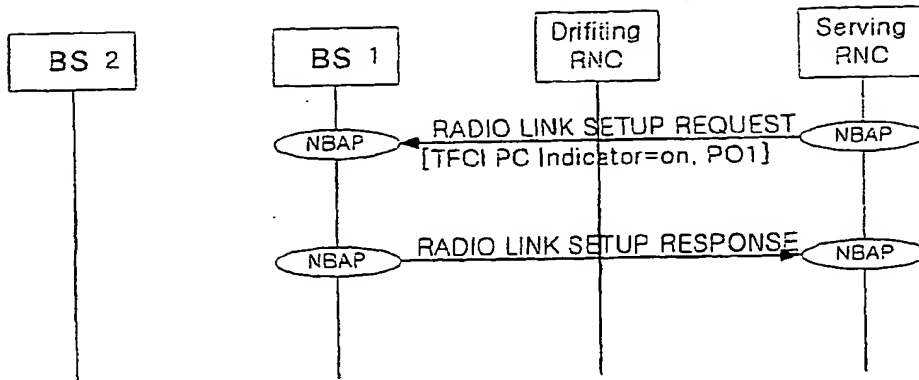 BS 2
BS 1
Drifiting
RNC
Serving
RNC
NBAP
RADIO LINK SETUP REQUEST
NBAP
[TFCI PC Indicator=on, PO1]
NBAP
RADIO LINK SETUP RESPONSE
NBAP